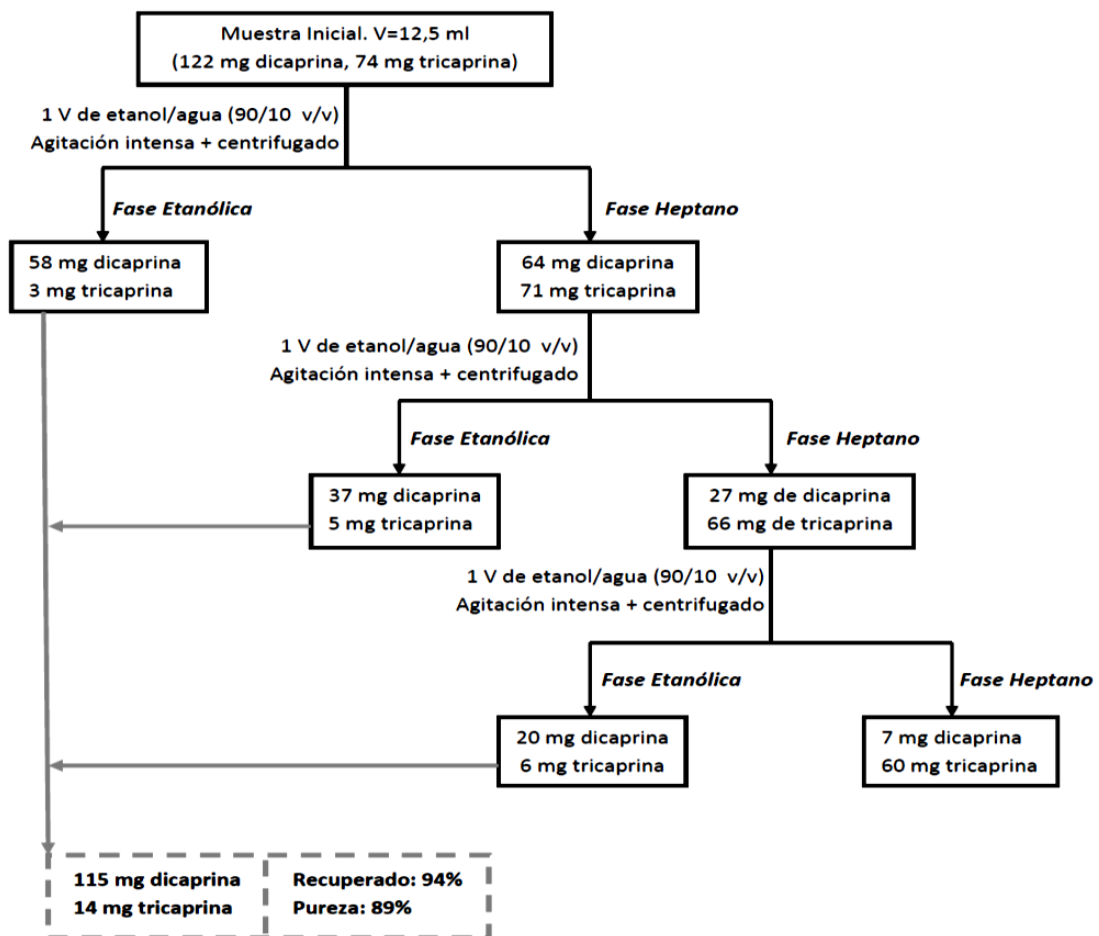 Muestra Inicial. V=12,5 ml
(122 mg dicaprina, 74 mg tricaprina)
1 V de etanol/agua (90/10 v/v)
Agitación intensa + centrifugado
Fase Etanólica
Fase Heptano
58 mg dicaprina
3 mg tricaprina
64 mg dicaprina
71 mg tricaprina
1 V de etanol/agua (90/10 v/v)
Agitación intensa + centrifugado
Fase Etanólica
Fase Heptano
37 mg dicaprina
5 mg tricaprina
27 mg de dicaprina
66 mg de tricaprina
1 V de etanol/agua (90/10 v/v)
Agitación intensa + centrifugado
Fase Etanólica
Fase Heptano
20 mg dicaprina
6 mg tricaprina
7 mg dicaprina
60 mg tricaprina
115 mg dicaprina
14 mg tricaprina
Recuperado: 94%
Pureza: 89%